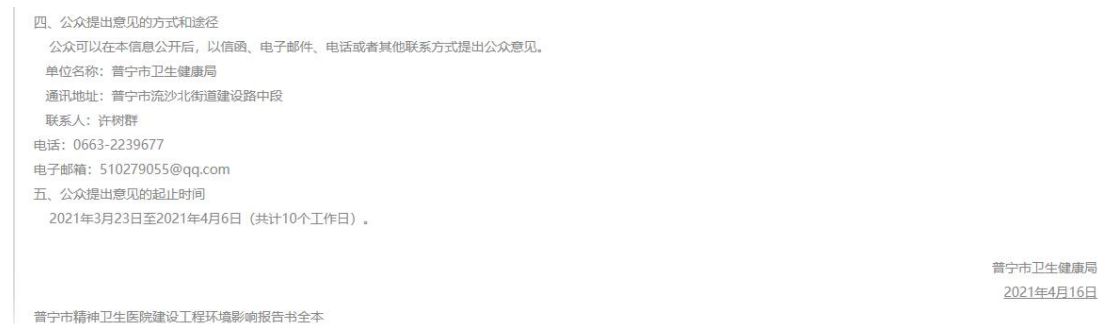 四、公众提出意见的方式和途径
公众可以在本信息公开后，以信函、电子邮件、电话或者其他联系方式提出公众意见。
单位名称：普宁市卫生健康局
通讯地址：普宁市流沙北街道建设路中段
联系人：许树群
电话：0663-2239677
电子邮箱：510279055@qq.com
五、公众提出意见的起止时间
2021年3月23日至2021年4月6日（共计10个工作日）。
普宁市卫生健康局
2021年4月16日
普宁市精神卫生医院建设工程环境影响报告书全本